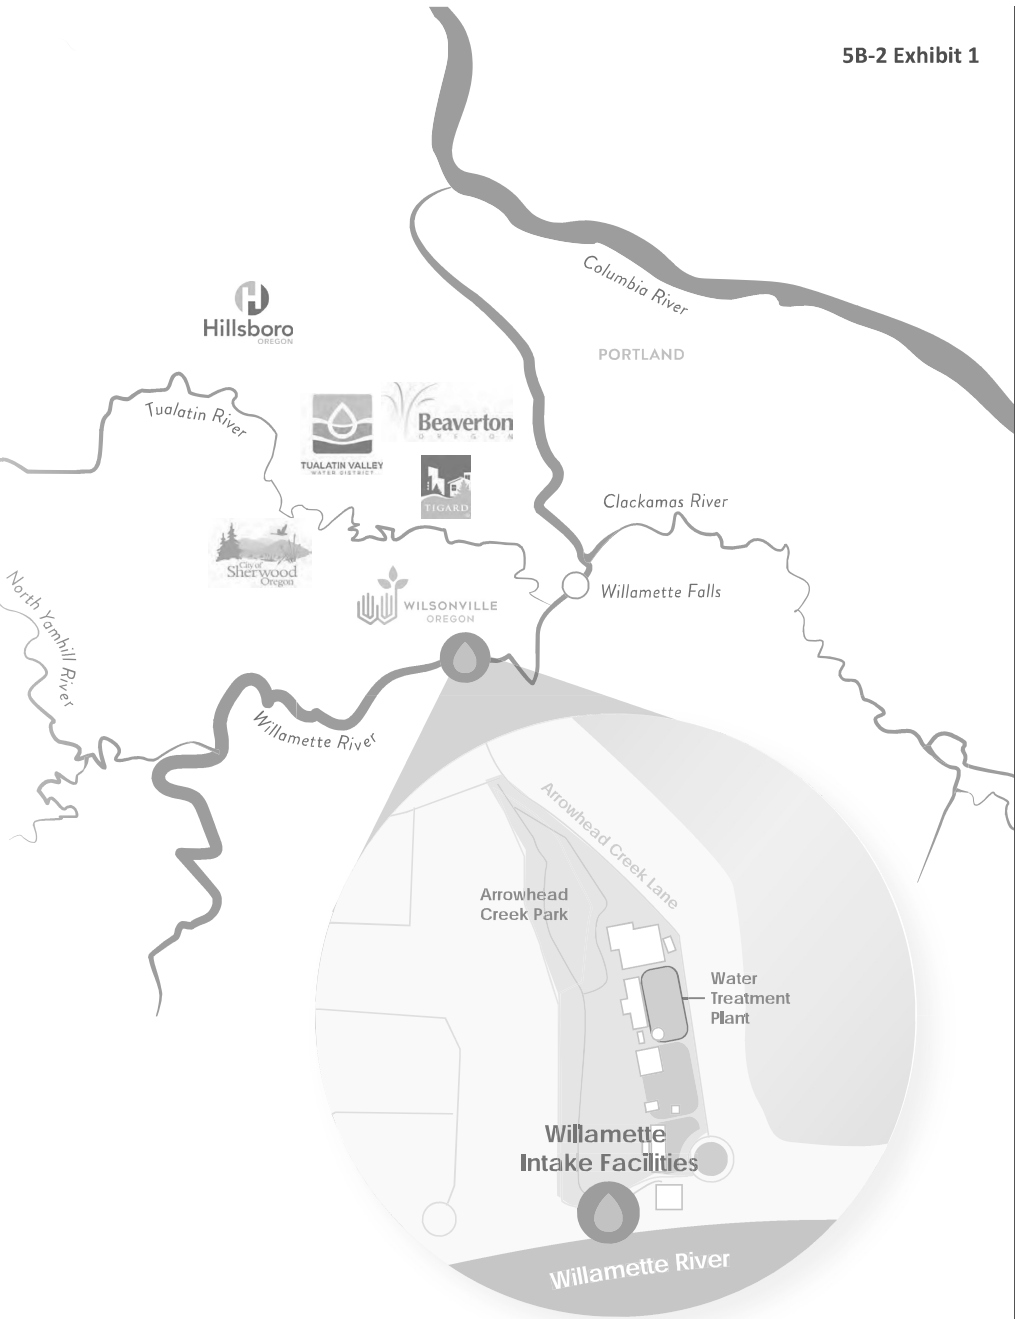 5B-2 Exhibit 1
Columbia River
Hillsboro
OREGON
PORTLAND
Tualatin River
Beaverton
OREGON
TUALATIN VALLEY
WATER DISTRICT
TIGARD
Clackamas River
City of
Sherwood
Oregon
North Yamhill River
Willamette Falls
WILSONVILLE
OREGON
Willamette River
Arrowhead Creek Lane
Arrowhead
Creek Park
Water
Treatment
Plant
Willamette
Intake Facilities
Willamette River